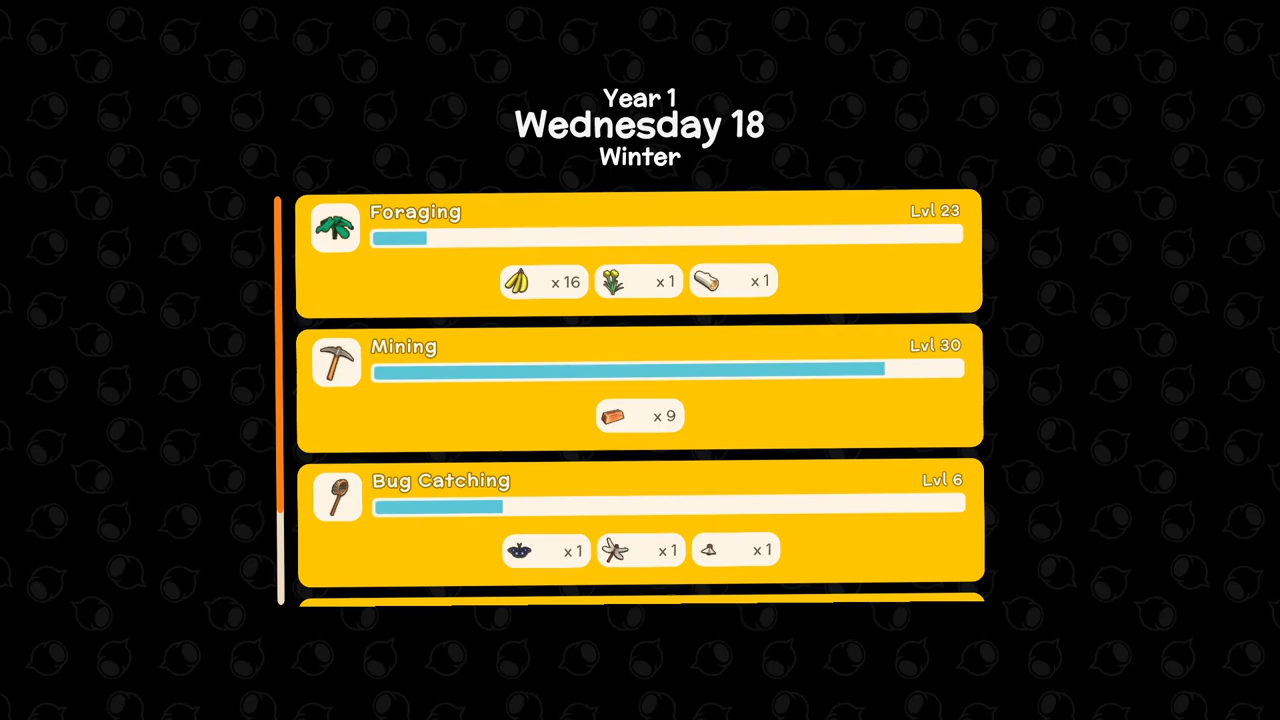 Year 1
Wednesday 18
Winter
Foraging Lvl 23
x 16 x 1 x 1
Mining Lvl 30
x 9
Bug Catching Lvl 6
x 1 x 1 x 1